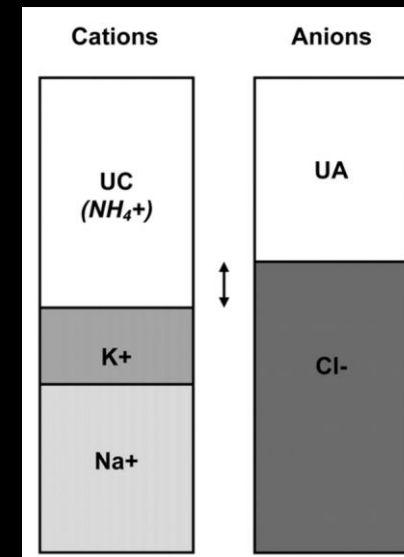 Cations
Anions
UC
(NH₄+)
UA
K+
Cl-
Na+